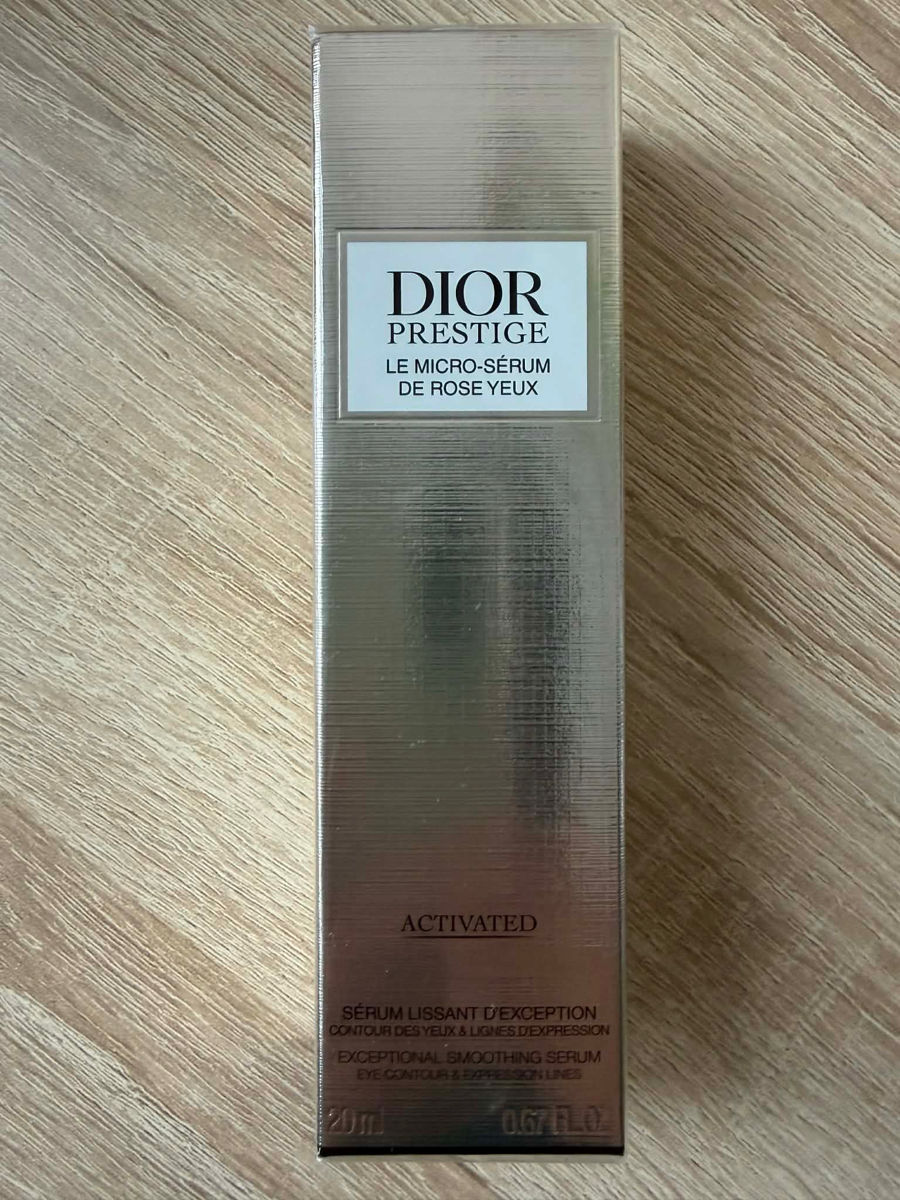 DIOR
PRESTIGE
LE MICRO-SÉRUM
DE ROSE YEUX
ACTIVATED
SÉRUM LISSANT D'EXCEPTION
CONTOUR DES YEUX & LIGNES D'EXPRESSION
EXCEPTIONAL SMOOTHING SERUM
EYE CONTOUR & EXPRESSION LINES
20 ml 0.67 FL. O